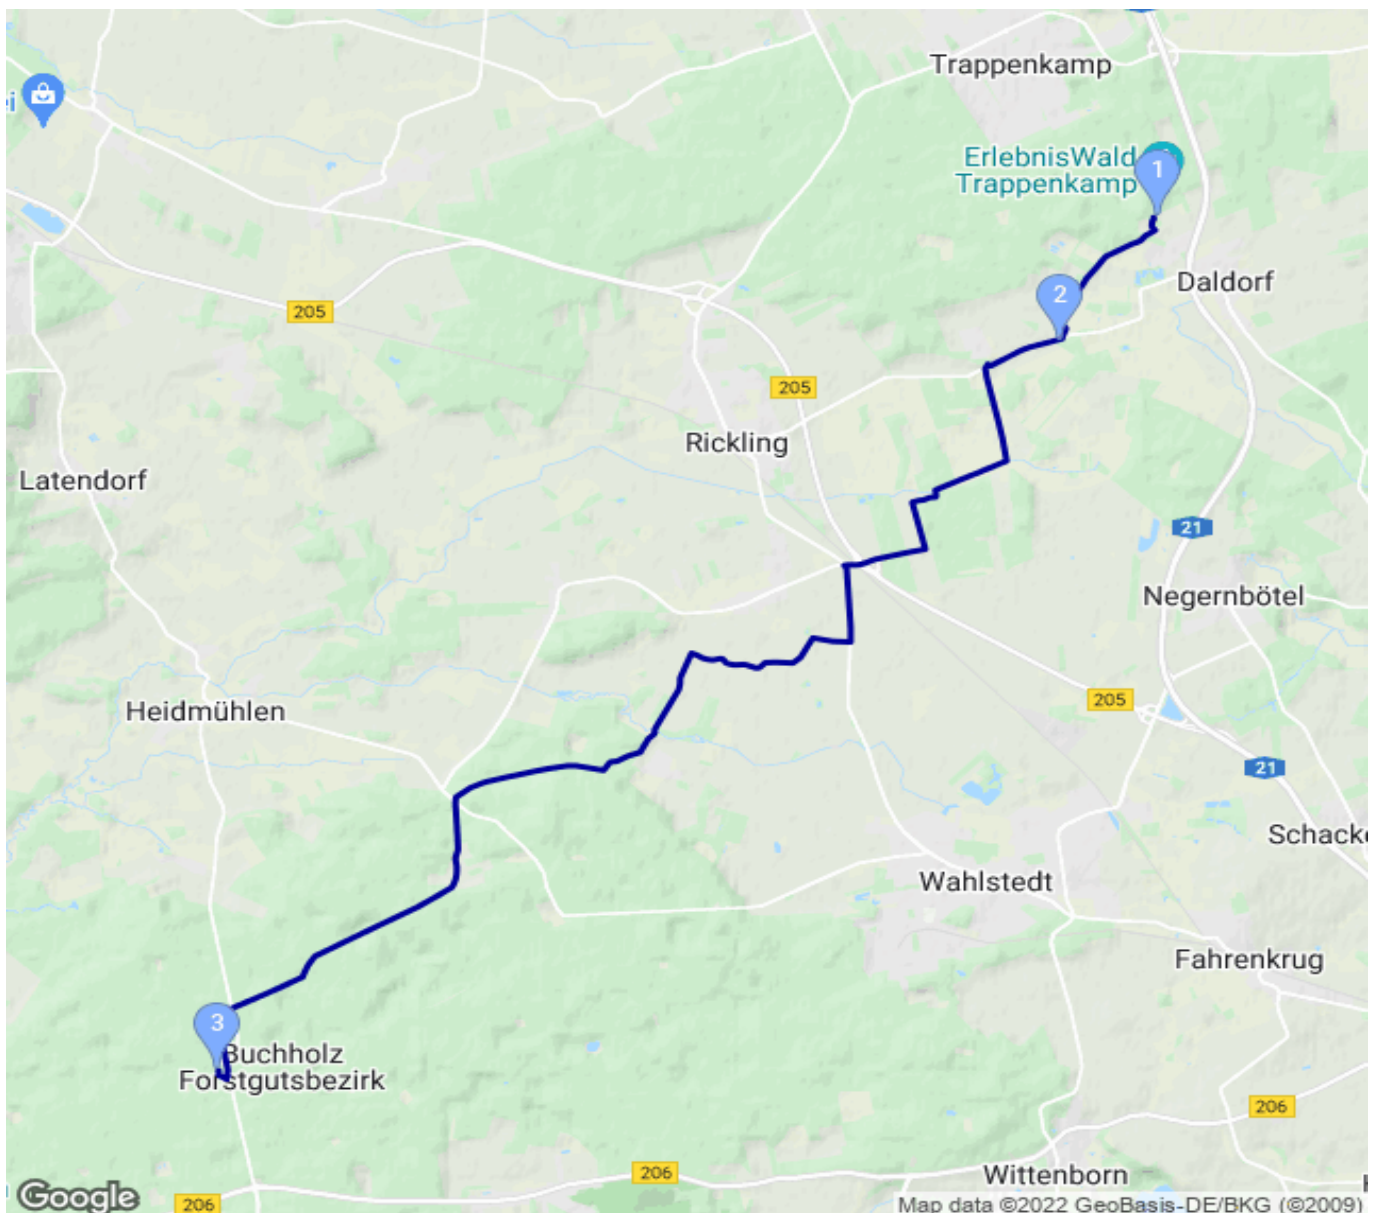 Trappenkamp
ei
ErlebnisWald
Trappenkamp
1
Daldorf
2
205
205
Rickling
Latendorf
21
Negernbötel
205
Heidmühlen
21
Schack
Wahlstedt
Fahrenkrug
3
Buchholz
Forstgutsbezirk
206
206
Wittenborn
206
Google
Map data ©2022 GeoBasis-DE/BKG (©2009)